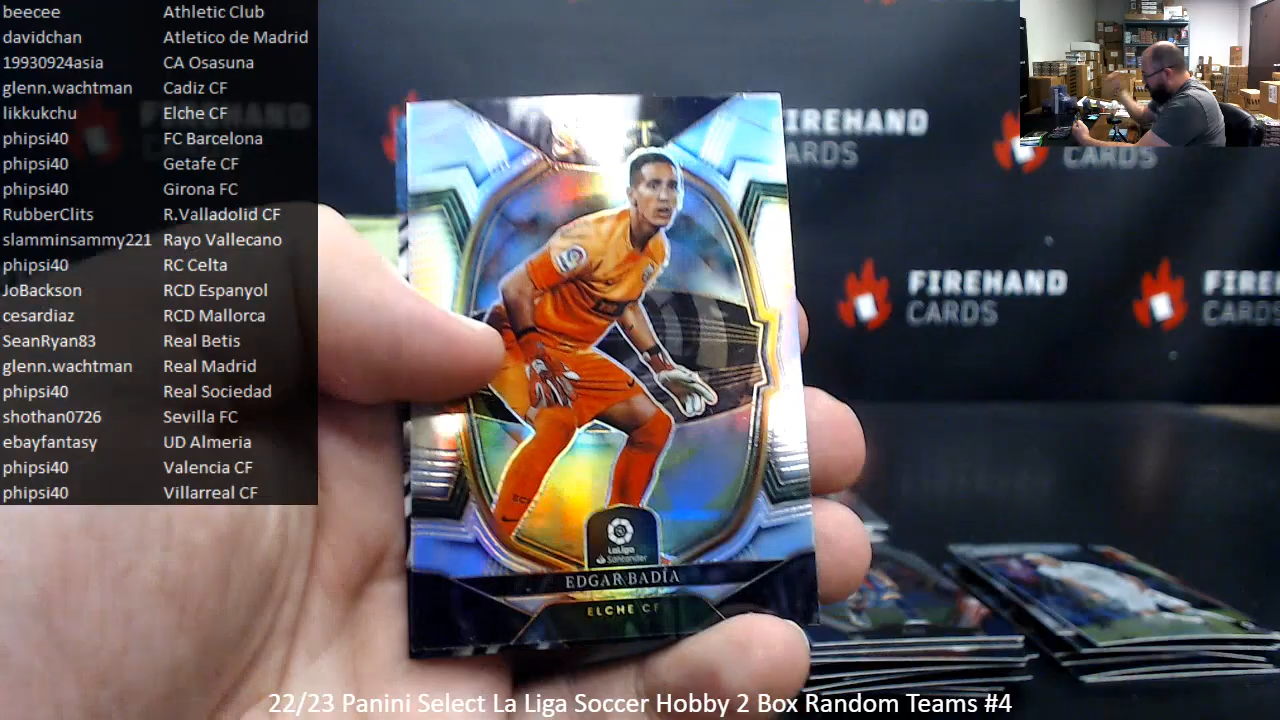 beecee Athletic Club
davidchan Atletico de Madrid
19930924asia CA Osasuna
glenn.wachtman Cadiz CF
likkukchu Elche CF
phipsi40 FC Barcelona
phipsi40 Getafe CF
phipsi40 Girona FC
RubberClits R.Valladolid CF
slamminsammy221 Rayo Vallecano
phipsi40 RC Celta
JoBackson RCD Espanyol
cesardiaz RCD Mallorca
SeanRyan83 Real Betis
glenn.wachtman Real Madrid
phipsi40 Real Sociedad
shothan0726 Sevilla FC
ebayfantasy UD Almeria
phipsi40 Valencia CF
phipsi40 Villarreal CF
FIREHAND
FIREHAND
CARDS
CARDS
FIREHAND
CARDS
LaLiga
Santander
EDGAR BADÍA
ELCHE CF
22/23 Panini Select La Liga Soccer Hobby 2 Box Random Teams #4